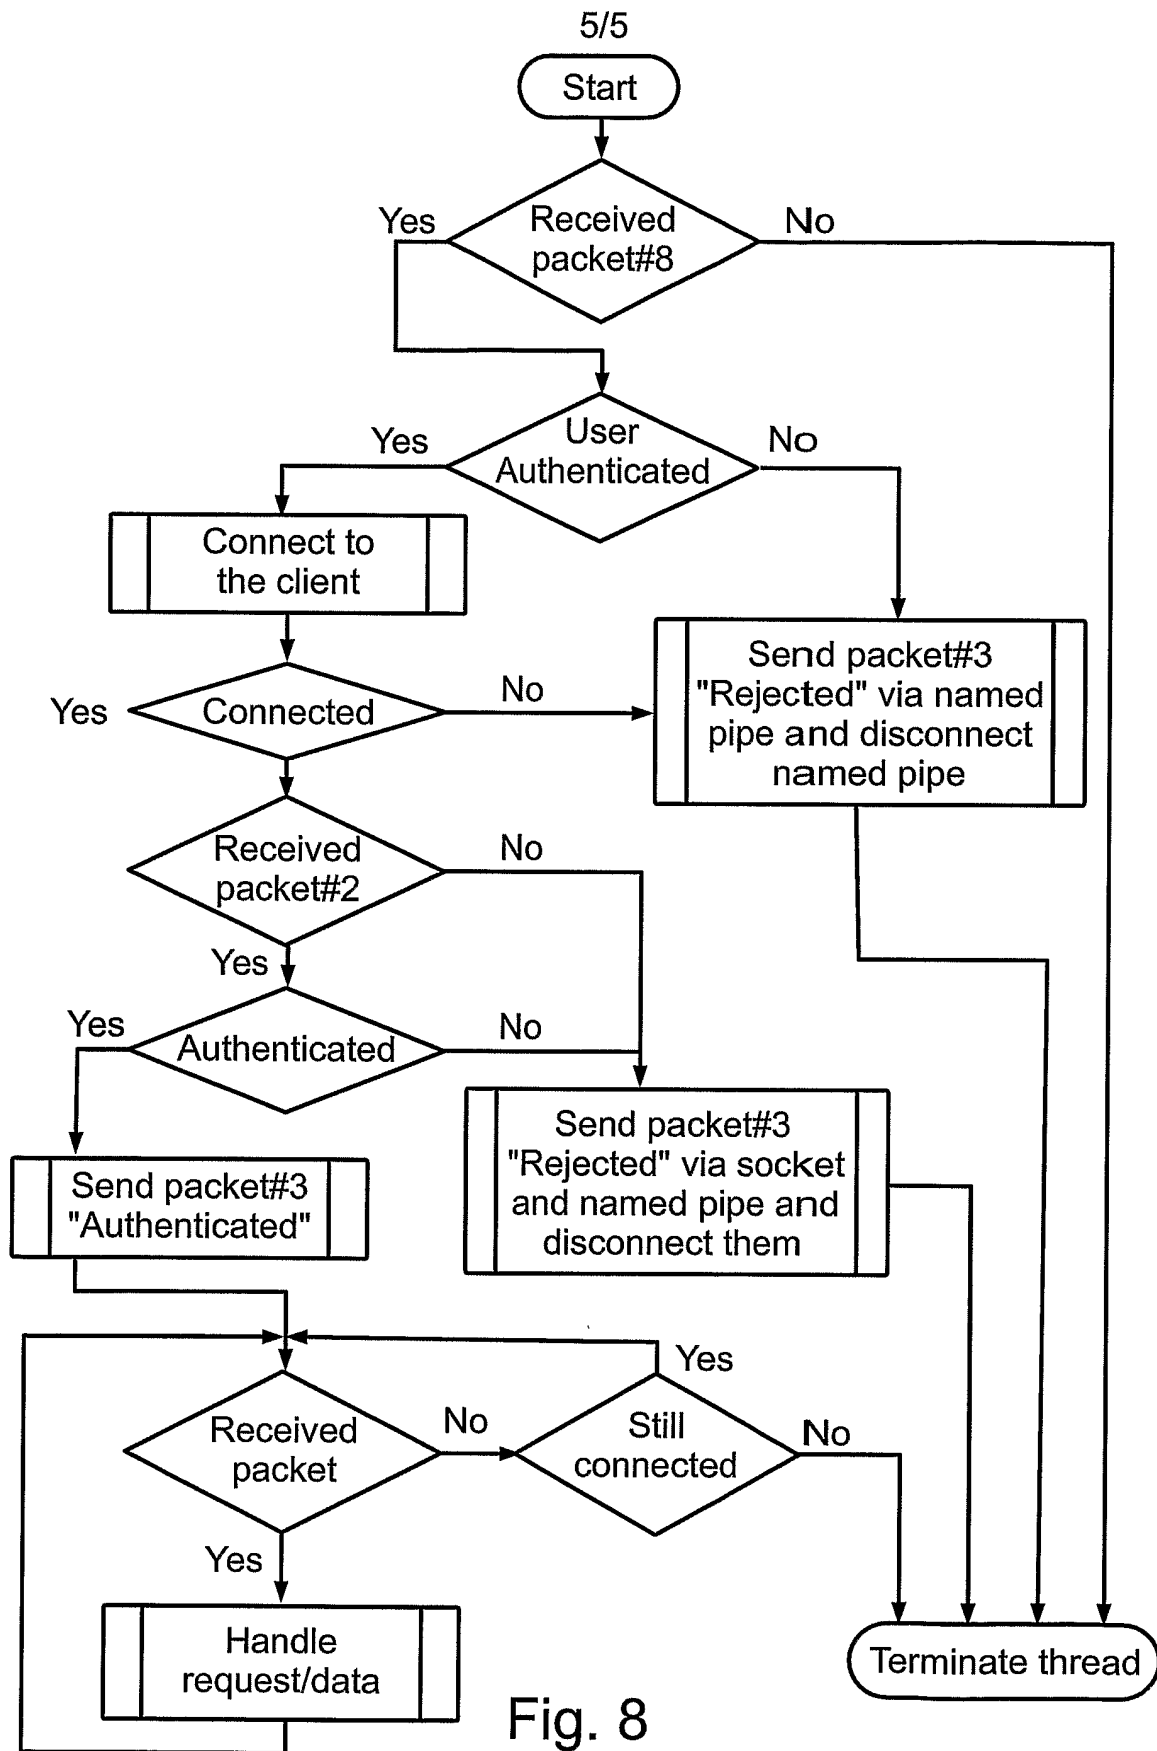 5/5
Start
Yes
Received
packet#8
No
Yes
User
Authenticated
No
Connect to
the client
Send packet#3
"Rejected" via named
pipe and disconnect
named pipe
Yes
Connected
No
Received
packet#2
No
Yes
Yes
Authenticated
No
Send packet#3
"Rejected" via socket
and named pipe and
disconnect them
Send packet#3
"Authenticated"
Yes
Received
packet
No
Still
connected
No
Yes
Handle
request/data
Terminate thread
Fig. 8